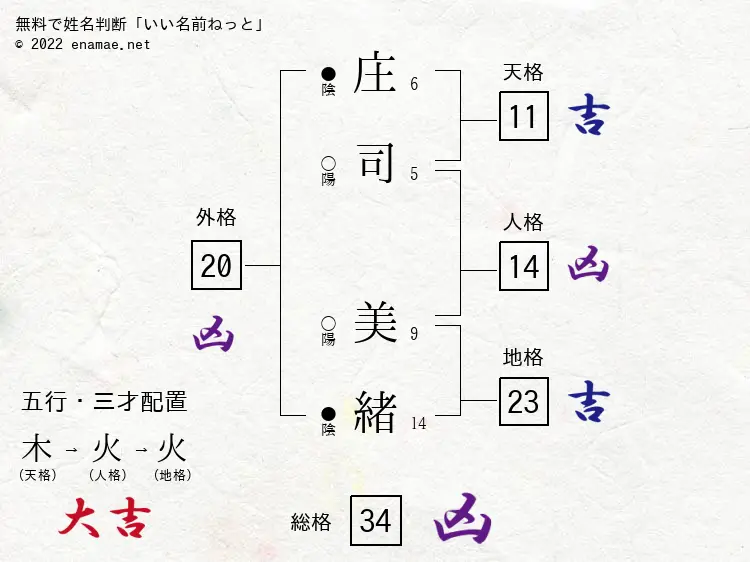 無料で姓名判断「いい名前ねっと」
© 2022 enamae.net
●陰 庄 6
○陽 司 5
○陽 美 9
●陰 緒 14
天格
11 吉
人格
14 凶
地格
23 吉
外格
20
凶
五行・三才配置
木 → 火 → 火
(天格) (人格) (地格)
大吉
総格 34 凶